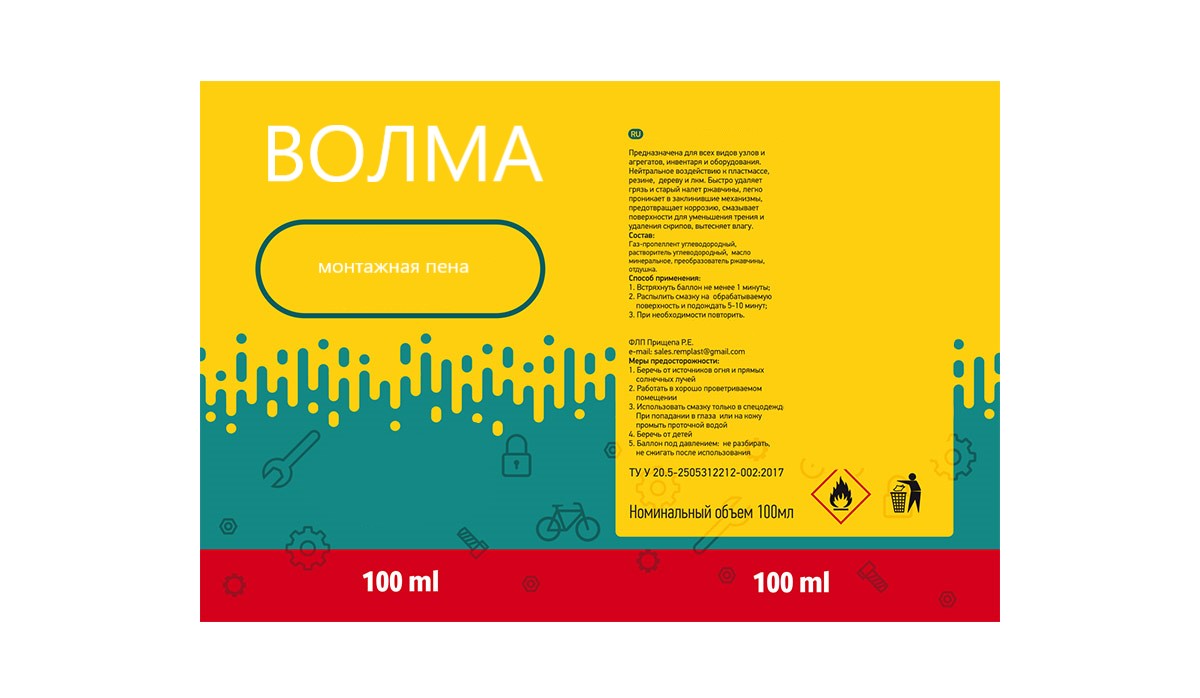 ВОЛМА
монтажная пена
RU
Предназначена для всех видов узлов и
агрегатов, инвентаря и оборудования.
Нейтральное воздействию к пластмассе,
резине, дереву и лкм. Быстро удаляет
грязь и старый налет ржавчины, легко
проникает в заклинившие механизмы,
предотвращает коррозию, смазывает
поверхности для уменьшения трения и
удаления скрипов, вытесняет влагу.
Состав:
Газ-пропеллент углеводородный,
растворитель углеводородный, масло
минеральное, преобразователь ржавчины,
отдушка.
Способ применения:
1. Встряхнуть баллон не менее 1 минуты;
2. Распылить смазку на обрабатываемую
поверхность и подождать 5-10 минут;
3. При необходимости повторить.
ФЛП Прищепа Р.Е.
e-mail: sales.remplast@gmail.com
Меры предосторожности:
1. Беречь от источников огня и прямых
солнечных лучей
2. Работать в хорошо проветриваемом
помещении
3. Использовать смазку только в спецодежд
При попадании в глаза или на кожу
промыть проточной водой
4. Беречь от детей
5. Баллон под давлением: не разбирать,
не сжигать после использования
ТУ У 20.5-2505312212-002:2017
Номинальный объем 100мл
100 ml
100 ml